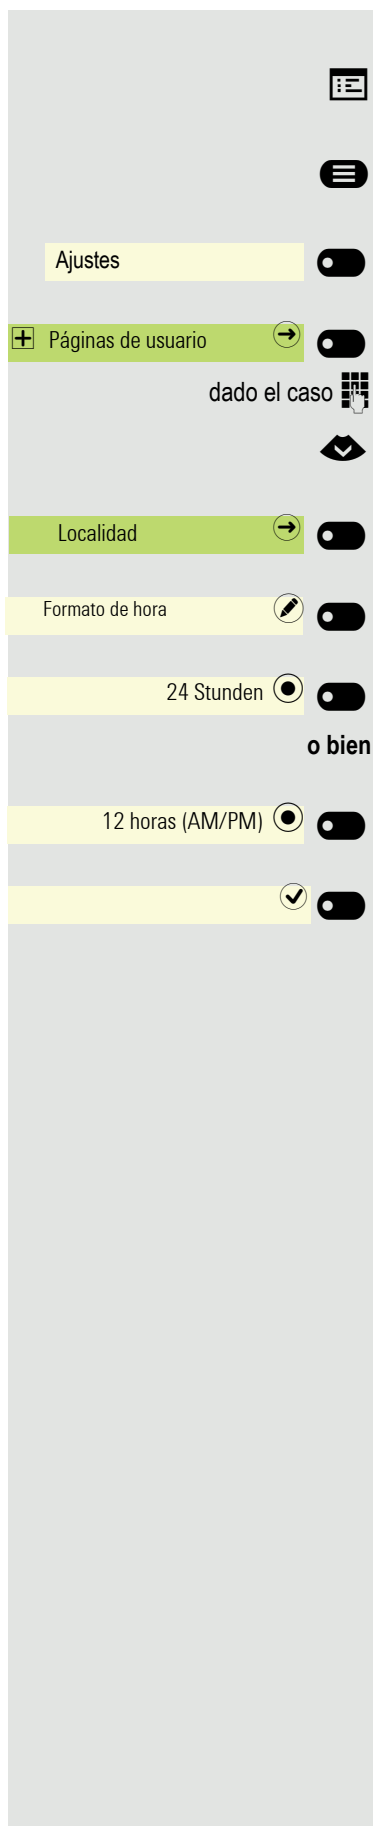 Ajustes
Páginas de usuario
dado el caso
Localidad
Formato de hora
24 Stunden
o bien
12 horas (AM/PM)